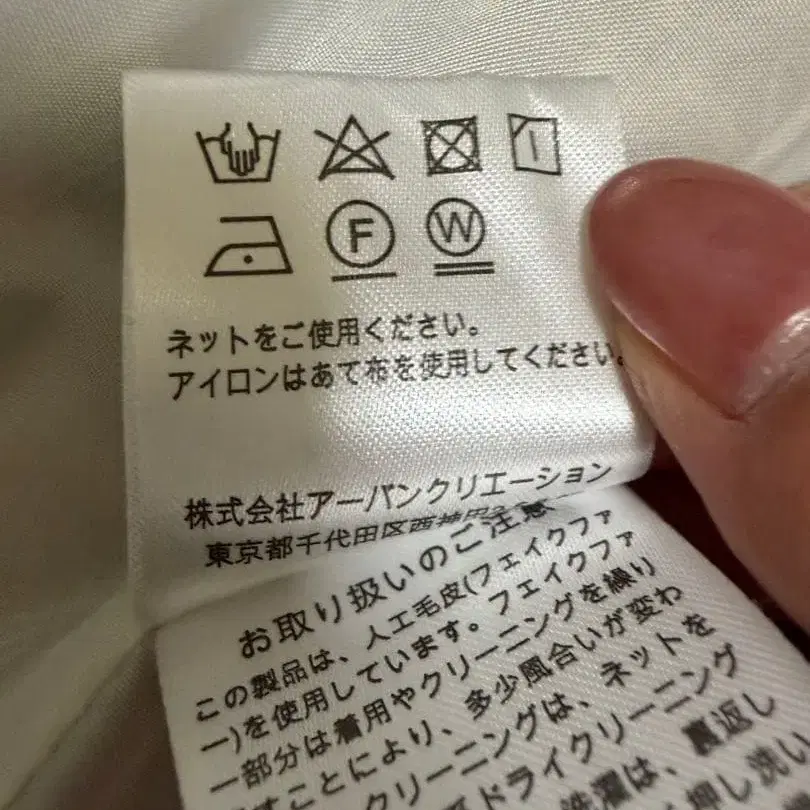 F W
ネットをご使用ください。
アイロンはあて布を使用してください。
株式会社アーバンクリエーション
東京都千代田区西神田
お取り扱いのご注意
この製品は、人工毛皮(フェイクファ
ー)を使用しています。フェイクファ
一部分は着用やクリーニングを繰り
すことにより、多少風合いが変わ
クリーニングは、ネットを
ドライクリーニング
洗濯は、裏返し
押し洗い